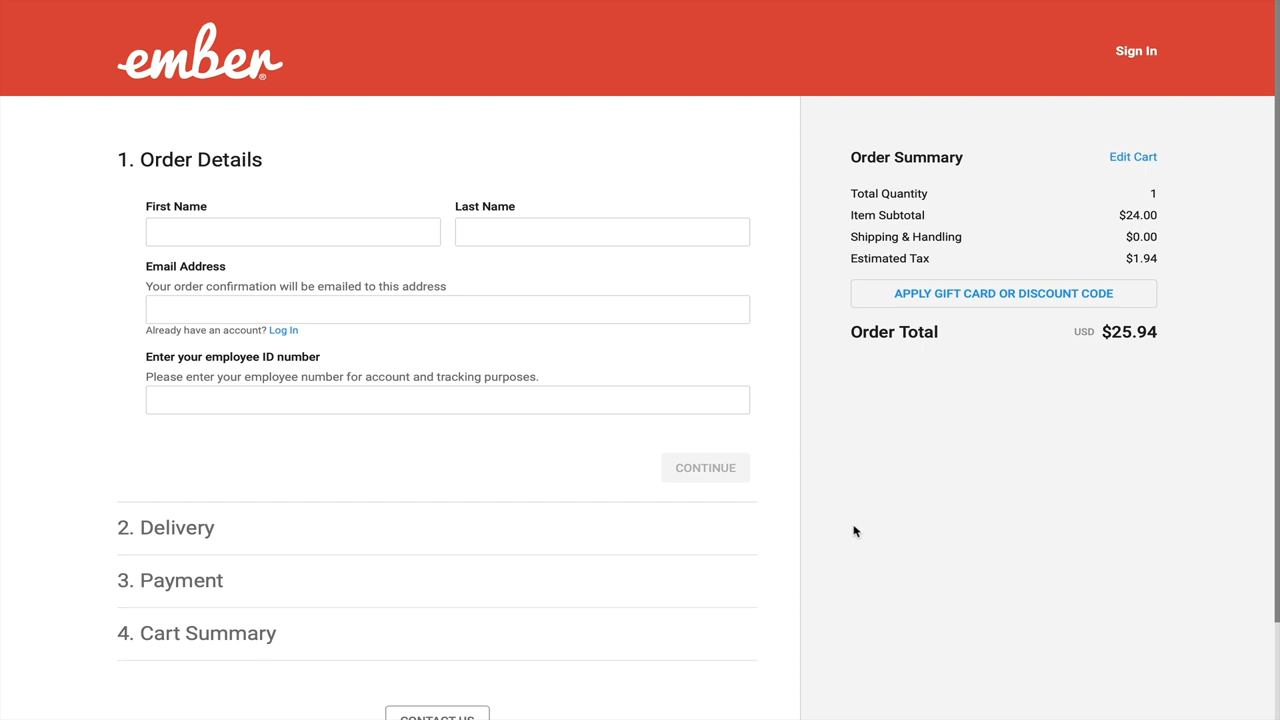 ember®
Sign In
1. Order Details
First Name
Last Name
Email Address
Your order confirmation will be emailed to this address
Already have an account? Log In
Enter your employee ID number
Please enter your employee number for account and tracking purposes.
CONTINUE
2. Delivery
3. Payment
4. Cart Summary
CONTACT US
Order Summary
Edit Cart
Total Quantity 1
Item Subtotal $24.00
Shipping & Handling $0.00
Estimated Tax $1.94
APPLY GIFT CARD OR DISCOUNT CODE
Order Total USD $25.94